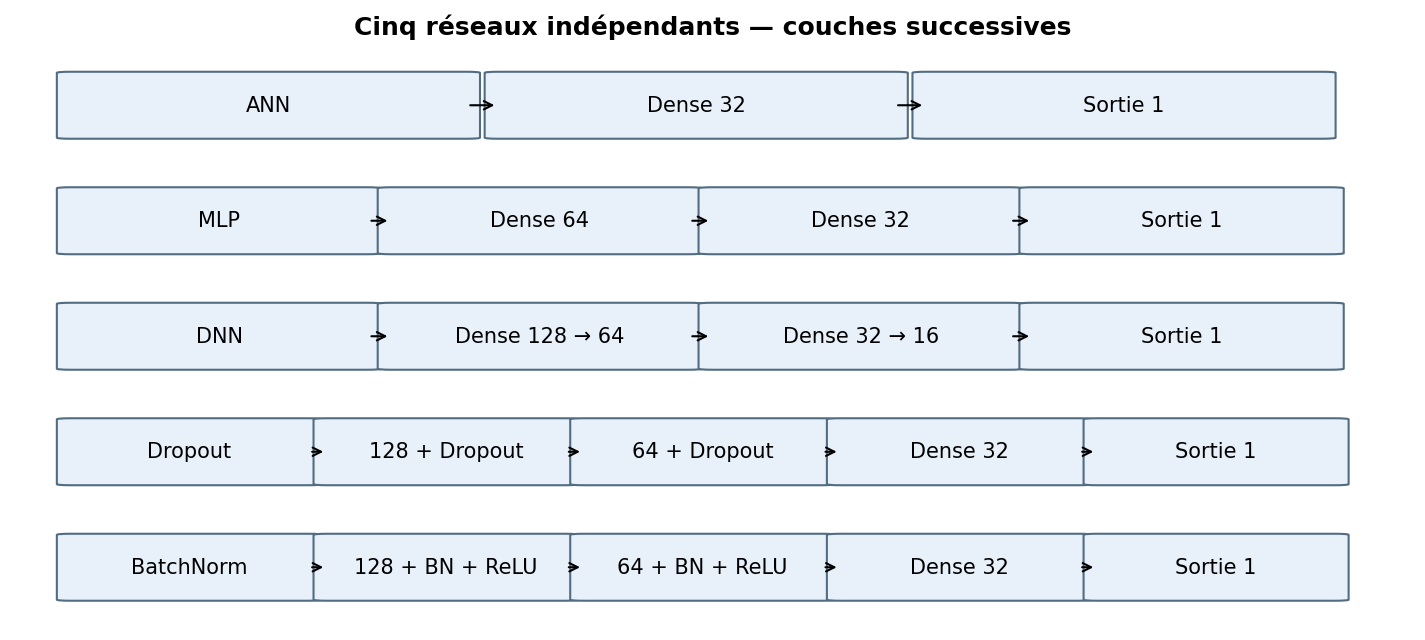 Cinq réseaux indépendants — couches successives
ANN → Dense 32 → Sortie 1
MLP → Dense 64 → Dense 32 → Sortie 1
DNN → Dense 128 → 64 → Dense 32 → 16 → Sortie 1
Dropout → 128 + Dropout → 64 + Dropout → Dense 32 → Sortie 1
BatchNorm → 128 + BN + ReLU → 64 + BN + ReLU → Dense 32 → Sortie 1